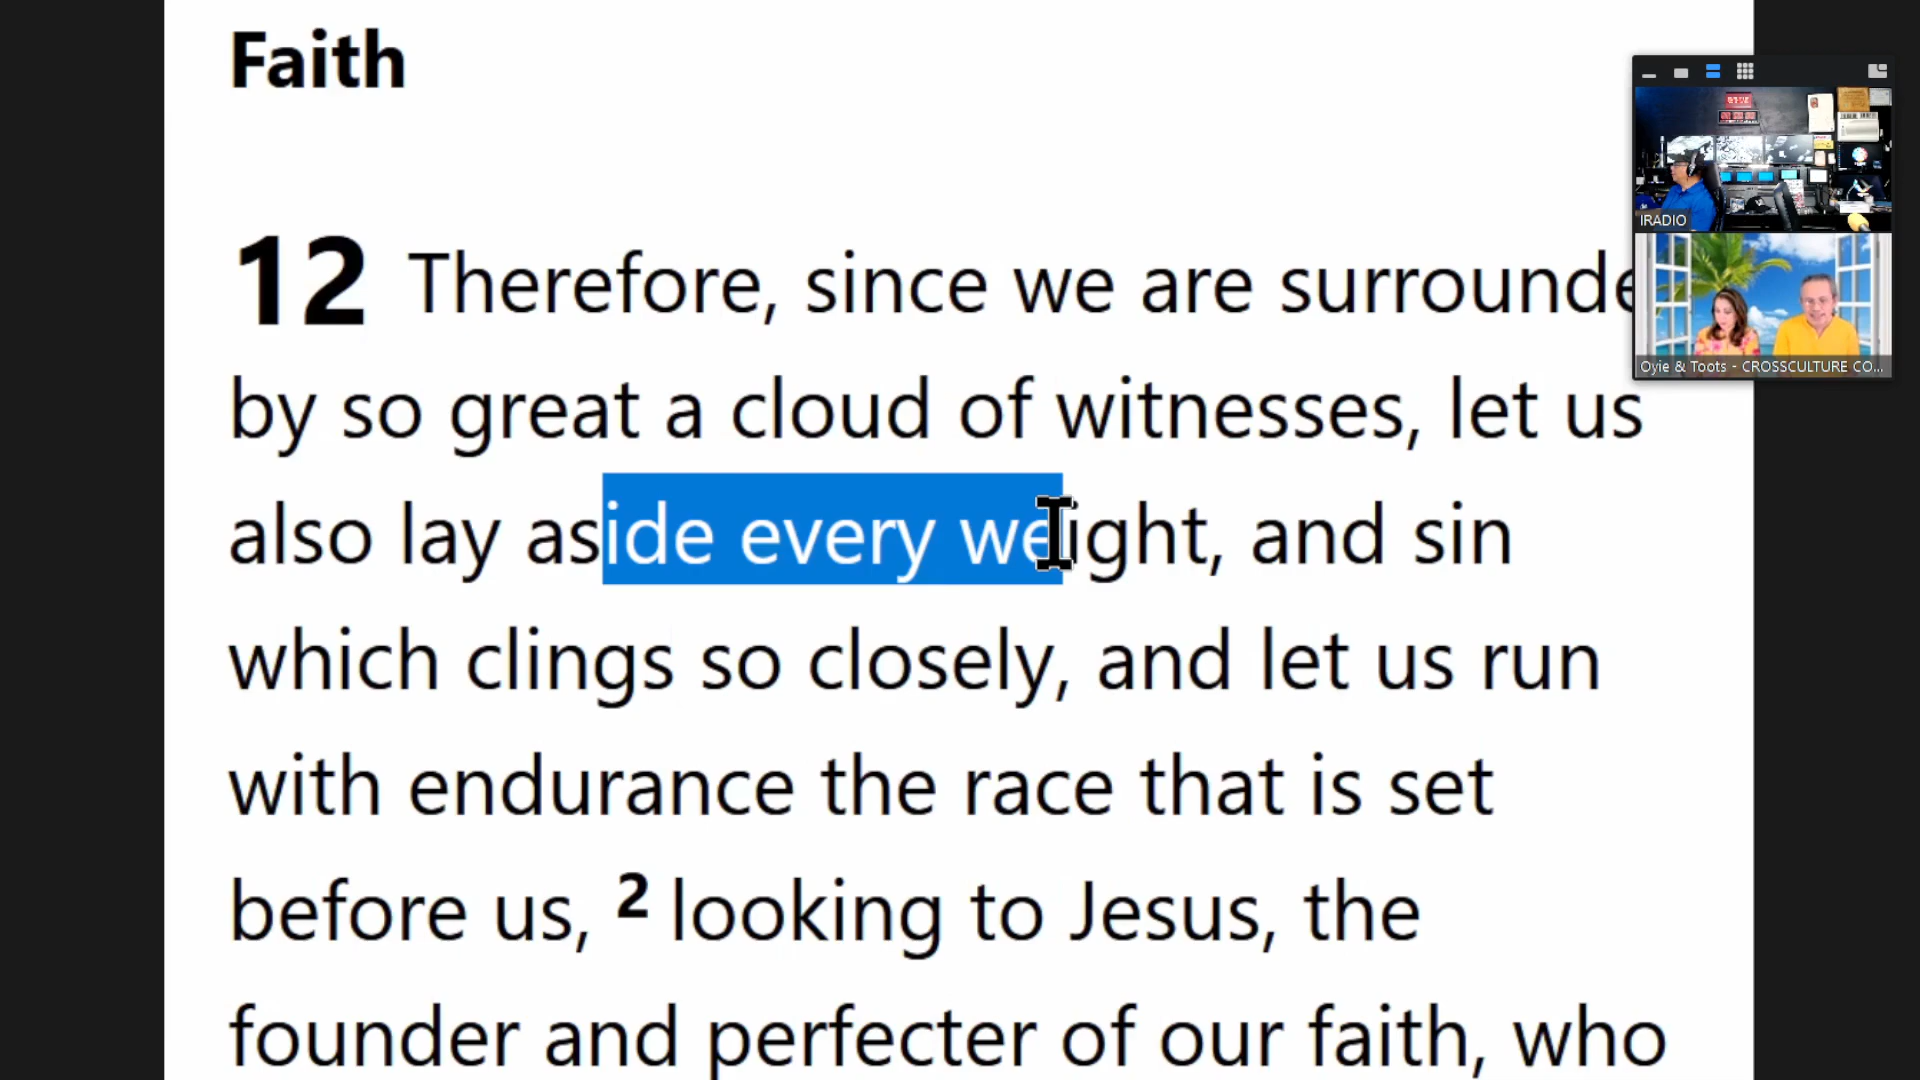 Faith
12 Therefore, since we are surrounde
by so great a cloud of witnesses, let us
also lay aside every weight, and sin
which clings so closely, and let us run
with endurance the race that is set
before us, 2 looking to Jesus, the
founder and perfecter of our faith, who
IRADIO
Oyie & Toots - CROSSCULTURE CO...